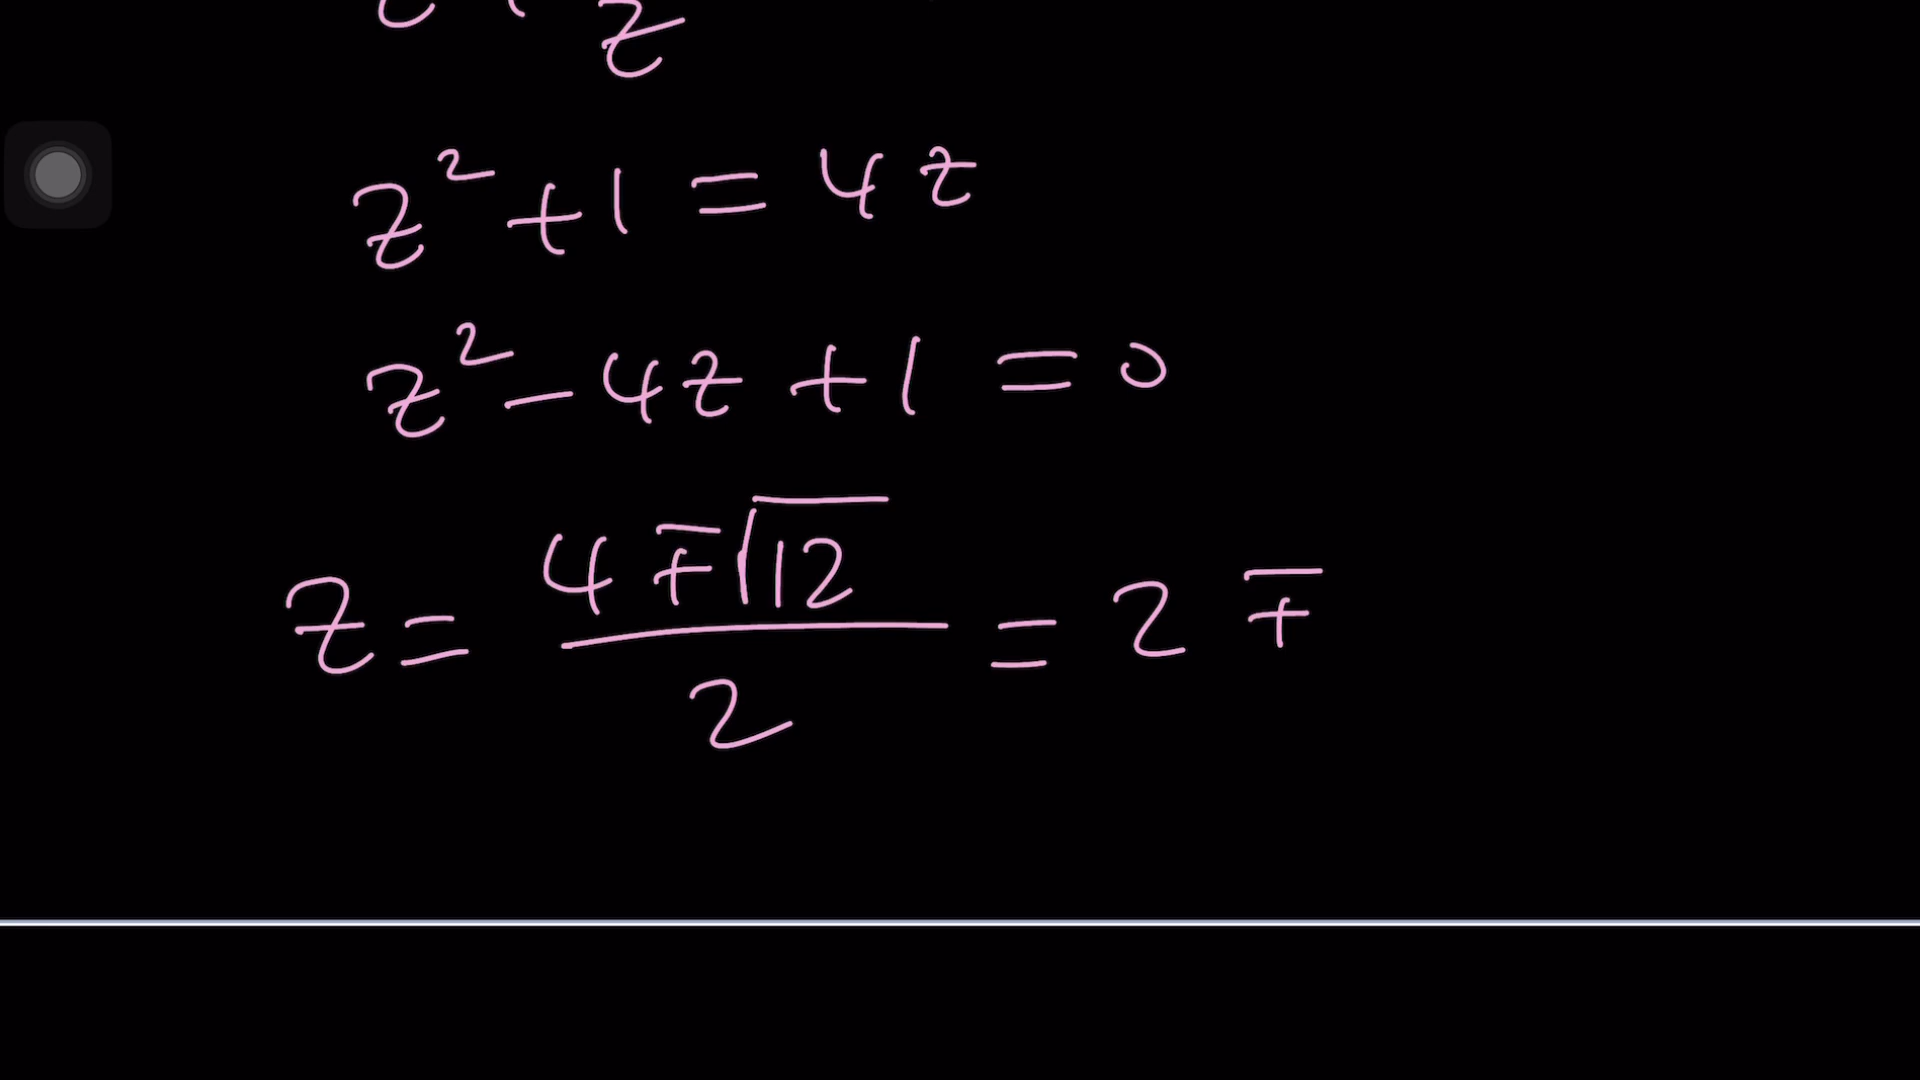 z
z² + 1 = 4z
z² - 4z + 1 = 0
z = (4 ∓ √12) / 2 = 2 ∓